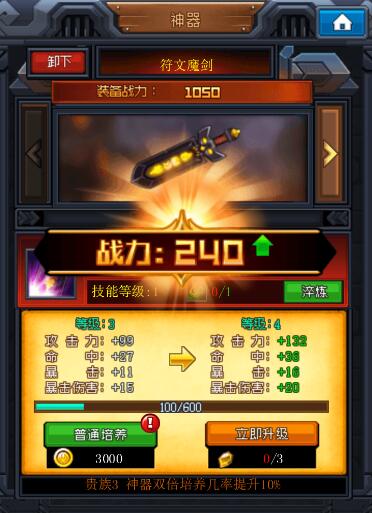 神器
卸下
符文魔剑
装备战力： 1050
战力：240
技能等级：1
0/1
淬炼
等级：3
等级：4
攻击力：+99
攻击力：+132
命中：+27
命中：+36
暴击：+11
暴击：+16
暴击伤害：+15
暴击伤害：+20
100/600
普通培养
立即升级
3000
0/3
贵族3 神器双倍培养几率提升10%